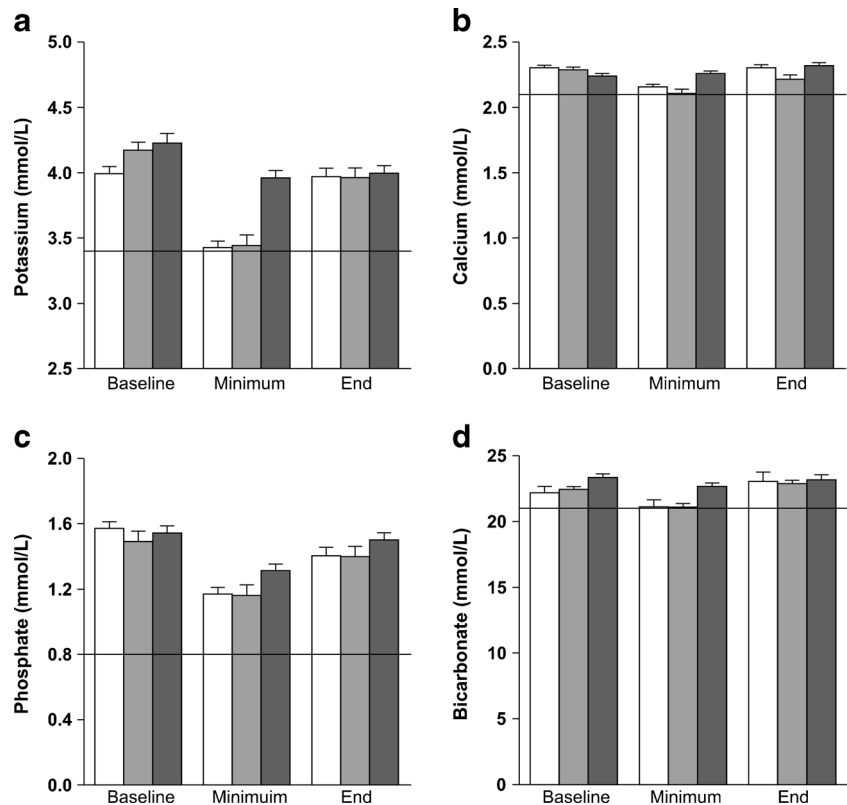 a
5.0
4.5
4.0
3.5
4.0
2.5
Potassium (mmol/L)
Baseline Minimum End
b
2.5
2.0
1.5
1.0
0.5
0.0
Calcium (mmol/L)
Baseline Minimum End
c
2.0
1.6
1.2
0.8
0.4
0.0
Phosphate (mmol/L)
Baseline Minimuim End
d
25
20
15
10
5
0
Bicarbonate (mmol/L)
Baseline Minimum End